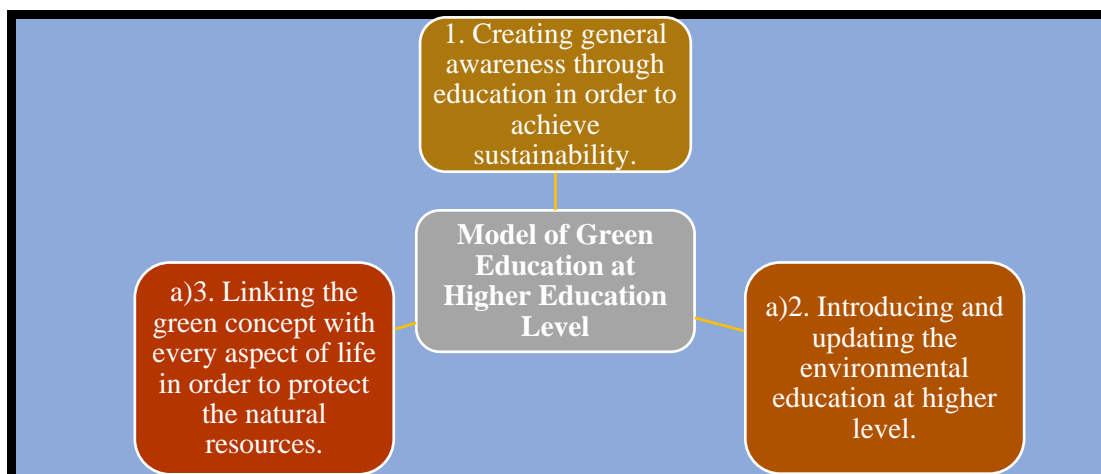 1. Creating general
awareness through
education in order to
achieve
sustainability.
Model of Green
Education at
Higher Education
Level
a)2. Introducing and
updating the
environmental
education at higher
level.
a)3. Linking the
green concept with
every aspect of life
in order to protect
the natural
resources.